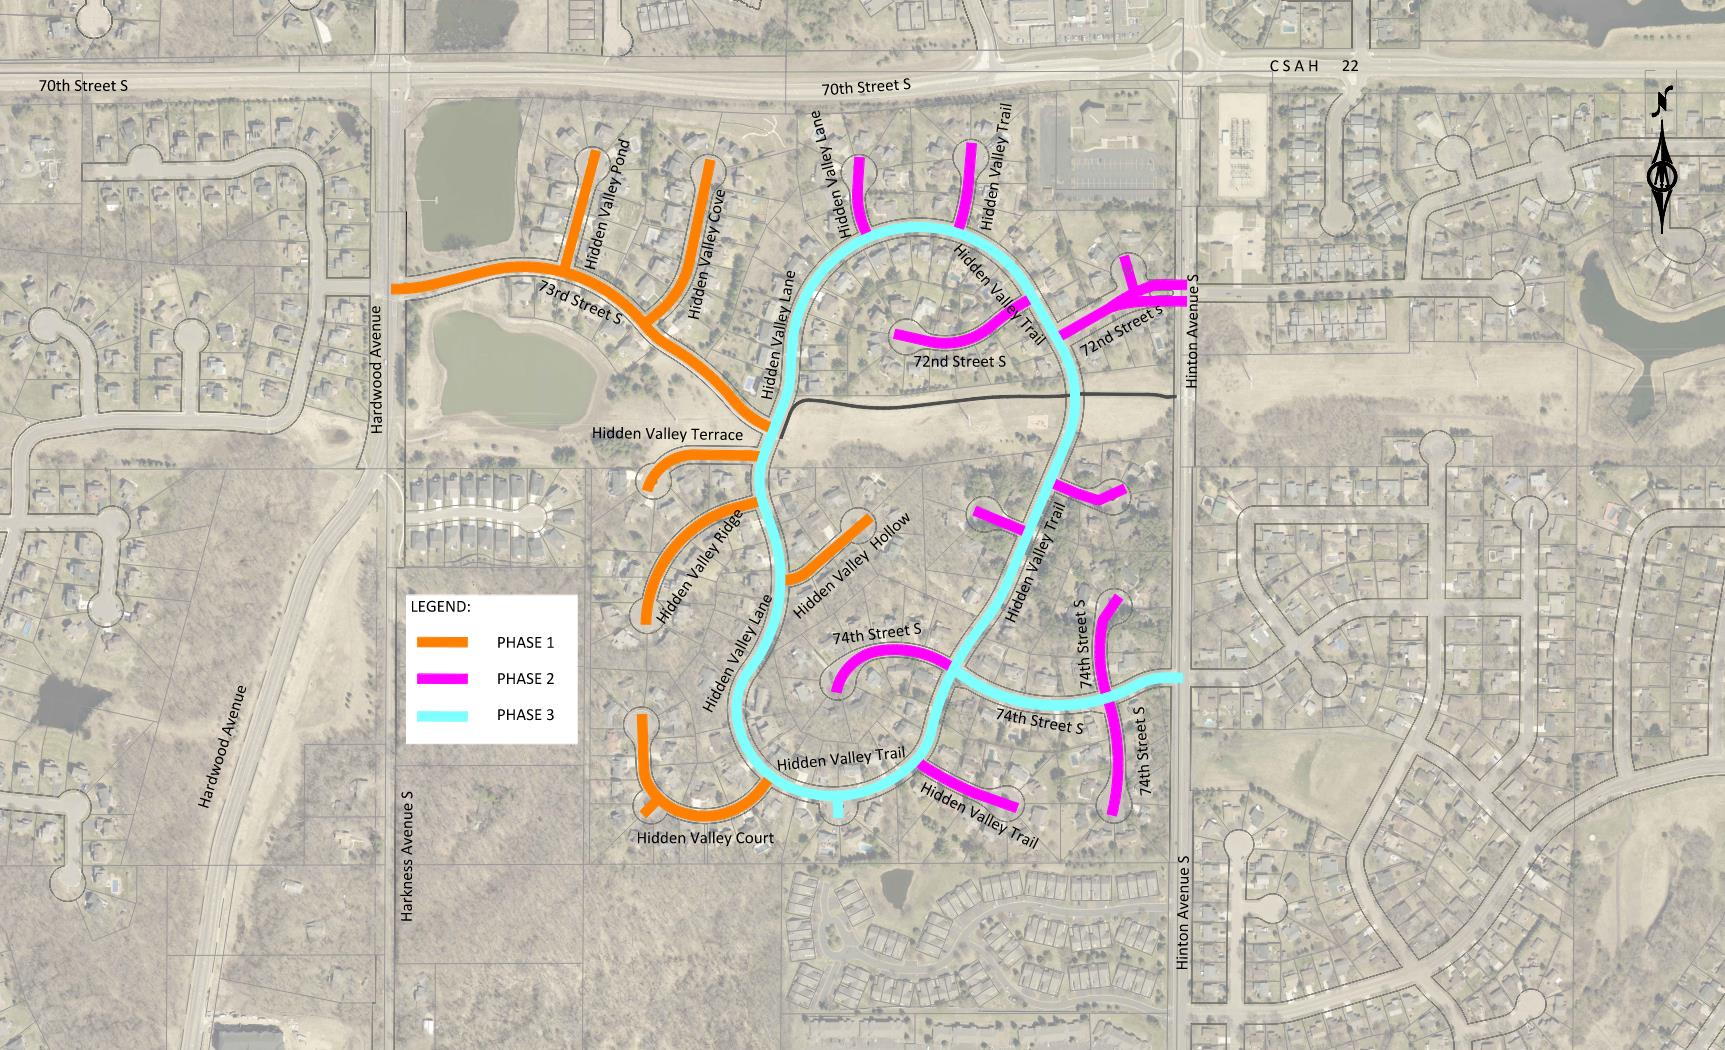 CSAH 22
70th Street S
70th Street S
N
Hidden Valley Lane
Hidden Valley Trail
Hidden Valley Pond
Hidden Valley Cove
73rd Street S
Hidden Valley Lane
Hidden Valley Trail
72nd Street S
72nd Street S
Hinton Avenue S
Hardwood Avenue
Hidden Valley Terrace
Hidden Valley Ridge
Hidden Valley Hollow
Hidden Valley Trail
LEGEND:
PHASE 1
PHASE 2
PHASE 3
Hidden Valley Lane
74th Street S
74th Street S
74th Street S
74th Street S
Hardwood Avenue
Hidden Valley Trail
Hidden Valley Trail
Hidden Valley Court
Harkness Avenue S
Hinton Avenue S